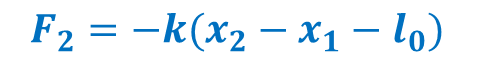 F₂ = −k(x₂ − x₁ − l₀)